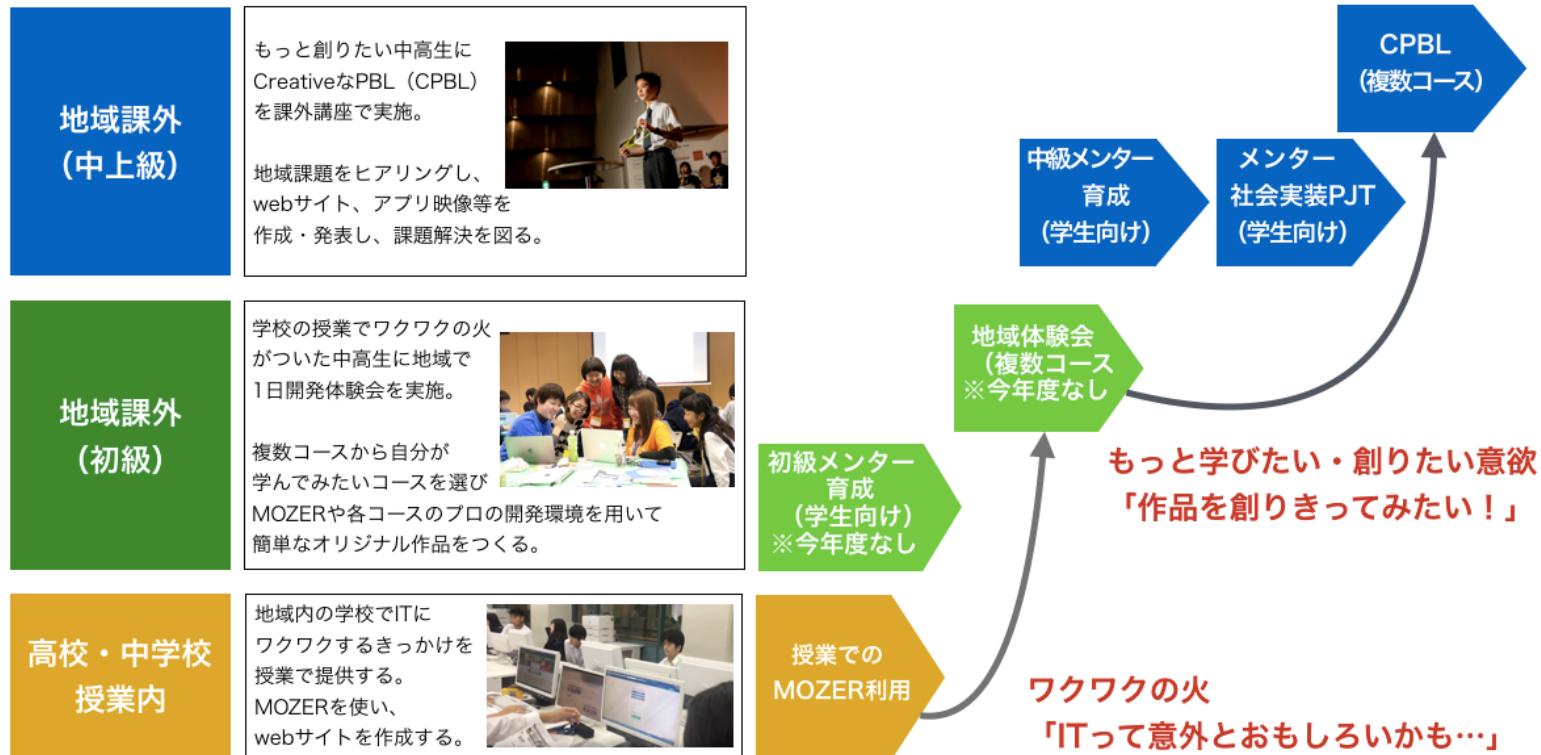 地域課外
（中上級）
もっと創りたい中高生に
CreativeなPBL（CPBL）
を課外講座で実施。
地域課題をヒアリングし、
webサイト、アプリ映像等を
作成・発表し、課題解決を図る。
CPBL
（複数コース）
中級メンター
育成
（学生向け）
メンター
社会実装PJT
（学生向け）
地域課外
（初級）
学校の授業でワクワクの火
がついた中高生に地域で
1日開発体験会を実施。
複数コースから自分が
学んでみたいコースを選び
MOZERや各コースのプロの開発環境を用いて
簡単なオリジナル作品をつくる。
地域体験会
（複数コース
※今年度なし
初級メンター
育成
（学生向け）
※今年度なし
もっと学びたい・創りたい意欲
「作品を創りきってみたい！」
高校・中学校
授業内
地域内の学校でITに
ワクワクするきっかけを
授業で提供する。
MOZERを使い、
webサイトを作成する。
授業での
MOZER利用
ワクワクの火
「ITって意外とおもしろいかも…」